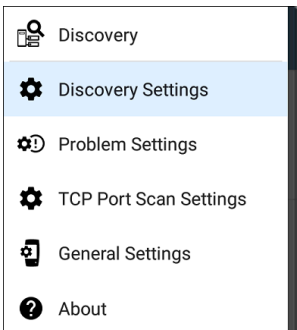 Discovery
Discovery Settings
Problem Settings
TCP Port Scan Settings
General Settings
About